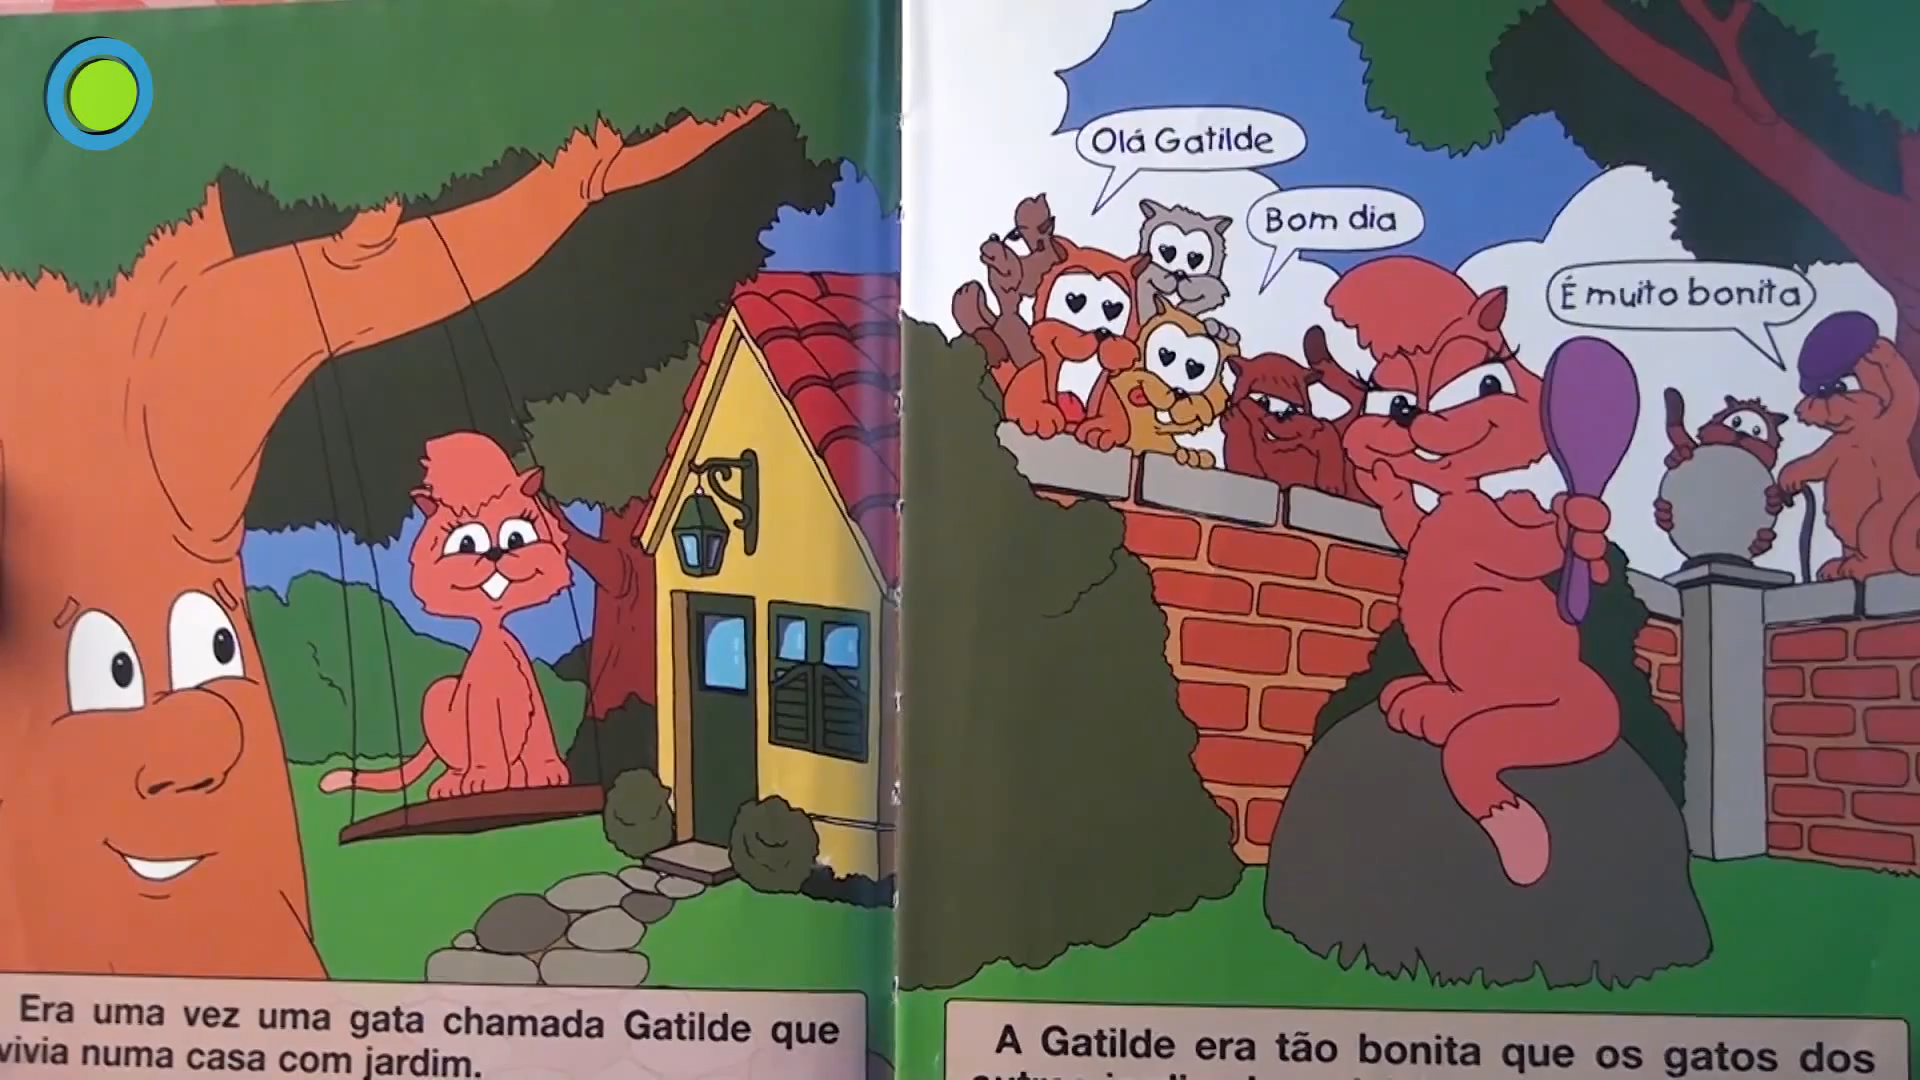 Era uma vez uma gata chamada Gatilde que
vivia numa casa com jardim.
Olá Gatilde
Bom dia
É muito bonita
A Gatilde era tão bonita que os gatos dos